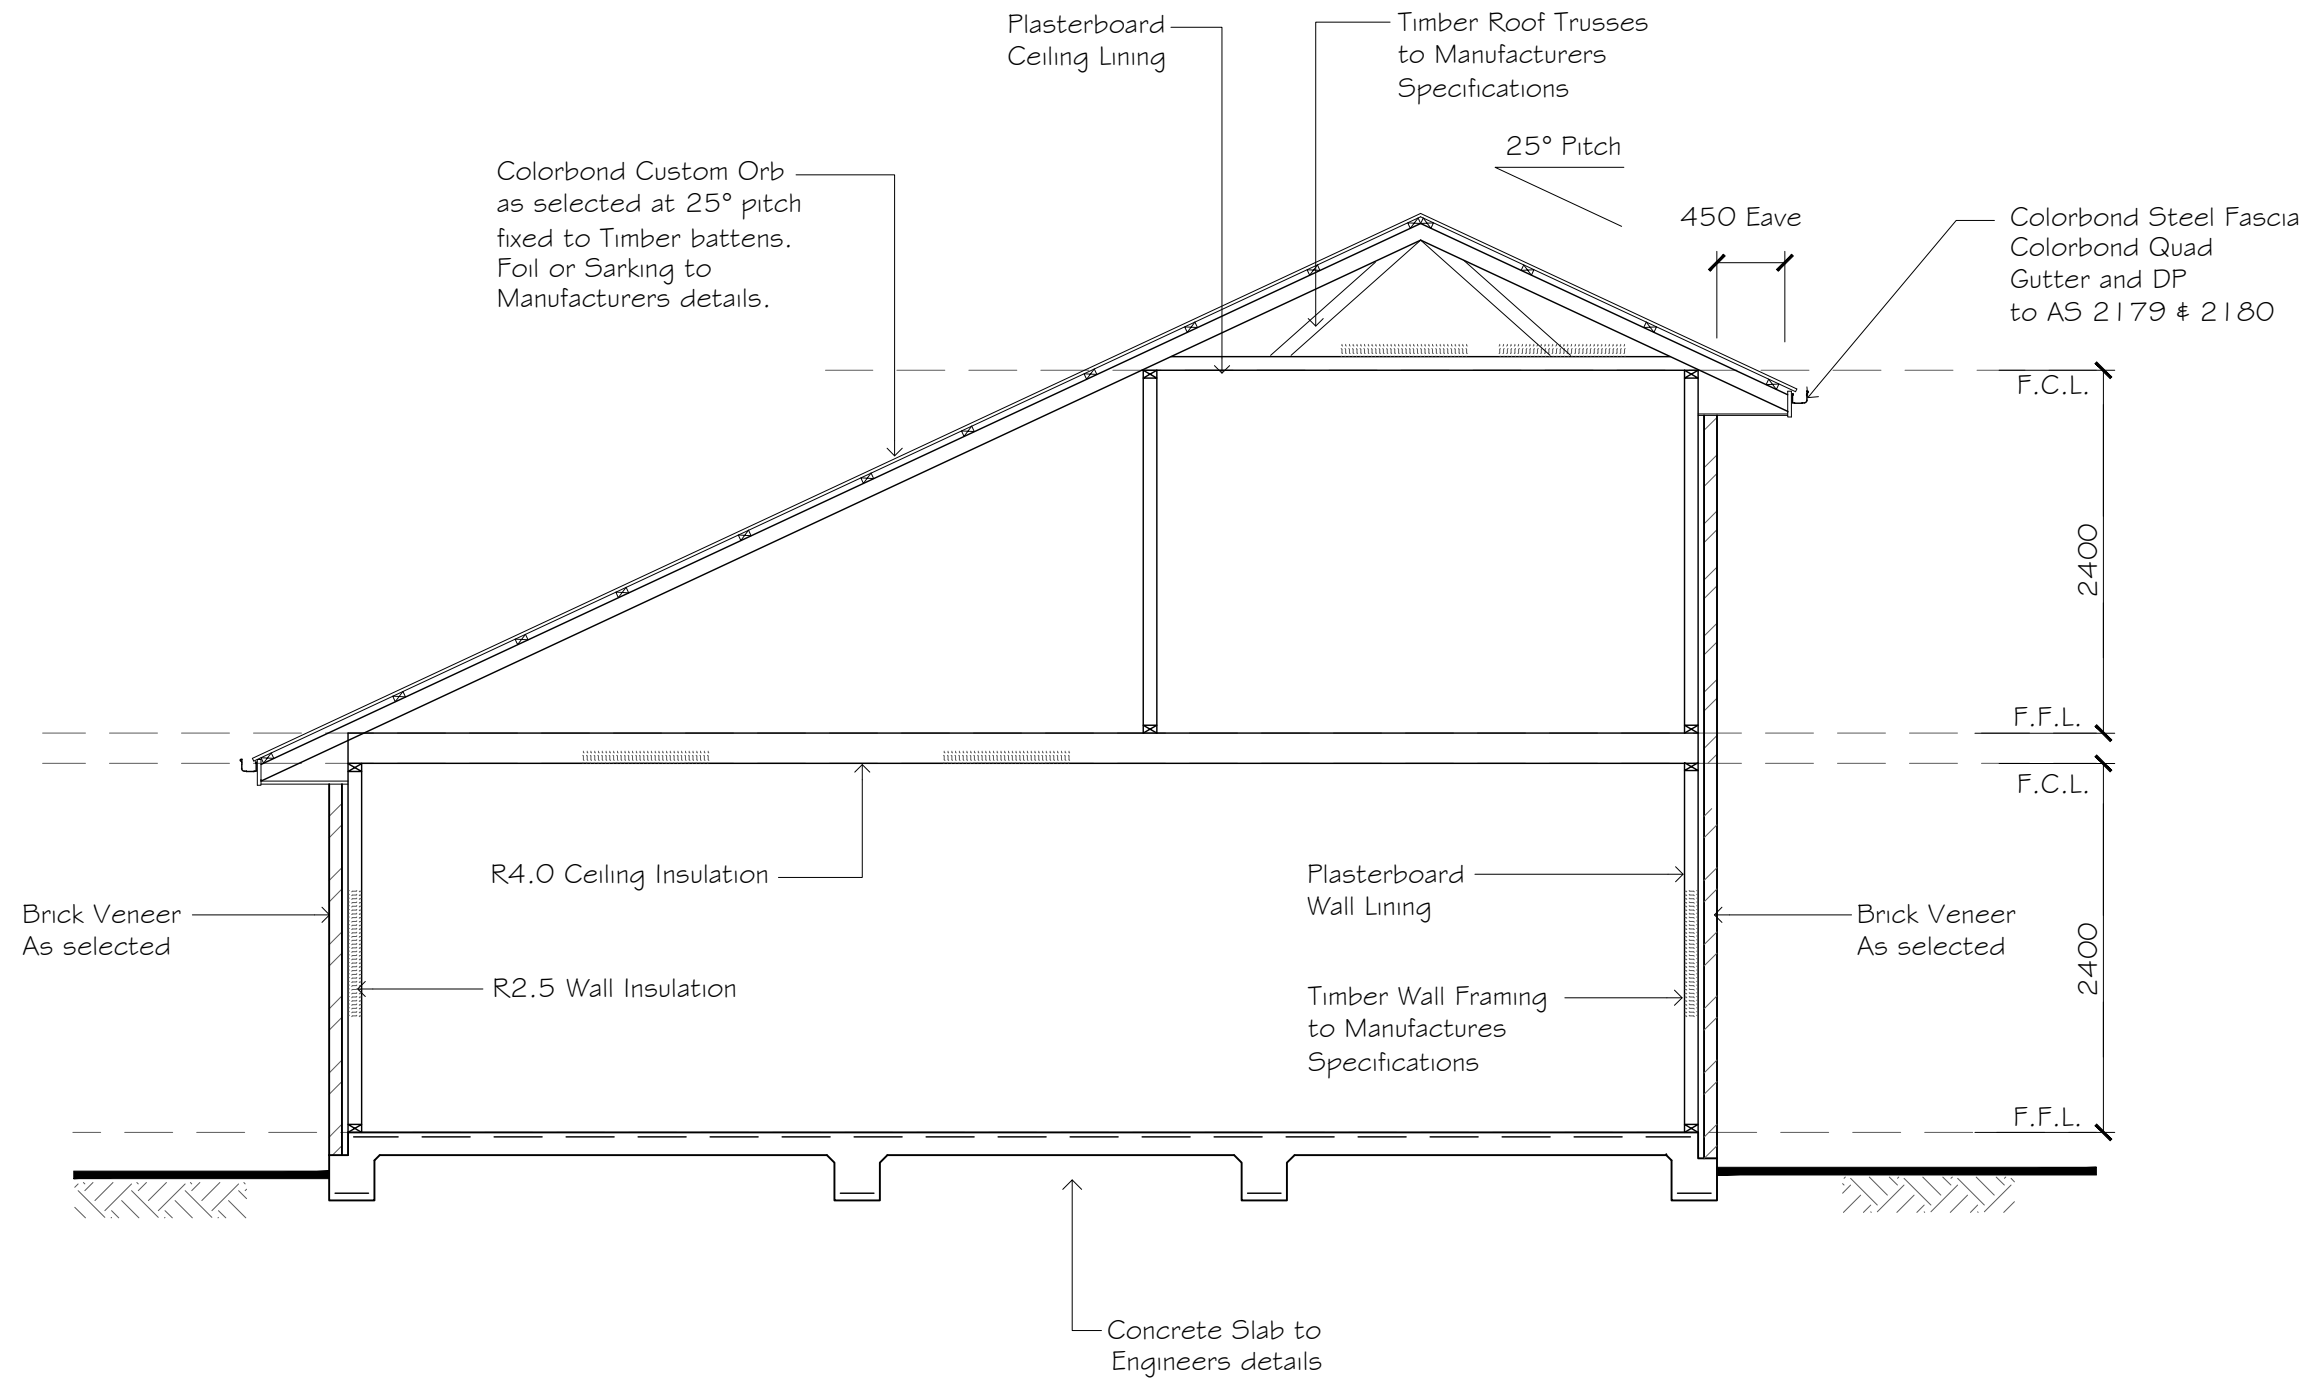 Plasterboard
Ceiling Lining
Timber Roof Trusses
to Manufacturers
Specifications
25° Pitch
Colorbond Custom Orb
as selected at 25° pitch
fixed to Timber battens.
Foil or Sarking to
Manufacturers details.
450 Eave
Colorbond Steel Fascia
Colorbond Quad
Gutter and DP
to AS 2179 & 2180
F.C.L.
2400
F.F.L.
F.C.L.
R4.0 Ceiling Insulation
Plasterboard
Wall Lining
Brick Veneer
As selected
Brick Veneer
As selected
2400
R2.5 Wall Insulation
Timber Wall Framing
to Manufactures
Specifications
F.F.L.
Concrete Slab to
Engineers details